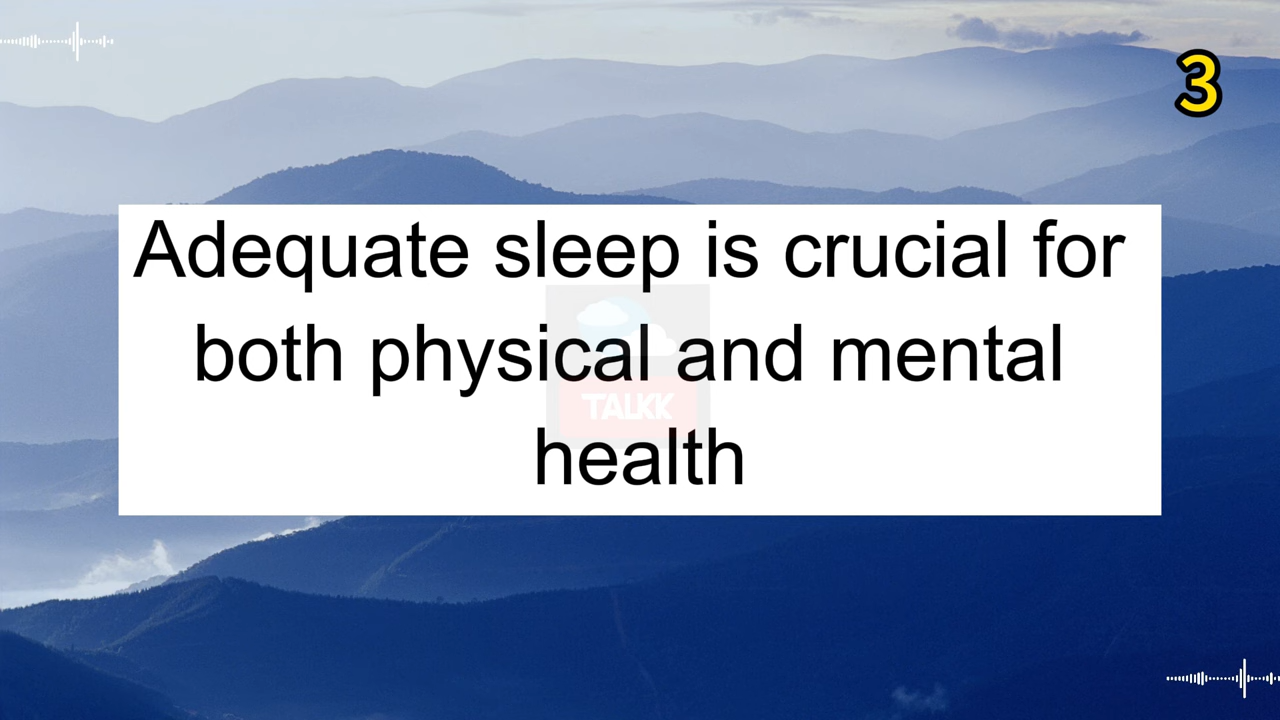 3
Adequate sleep is crucial for
both physical and mental
TALKK
health